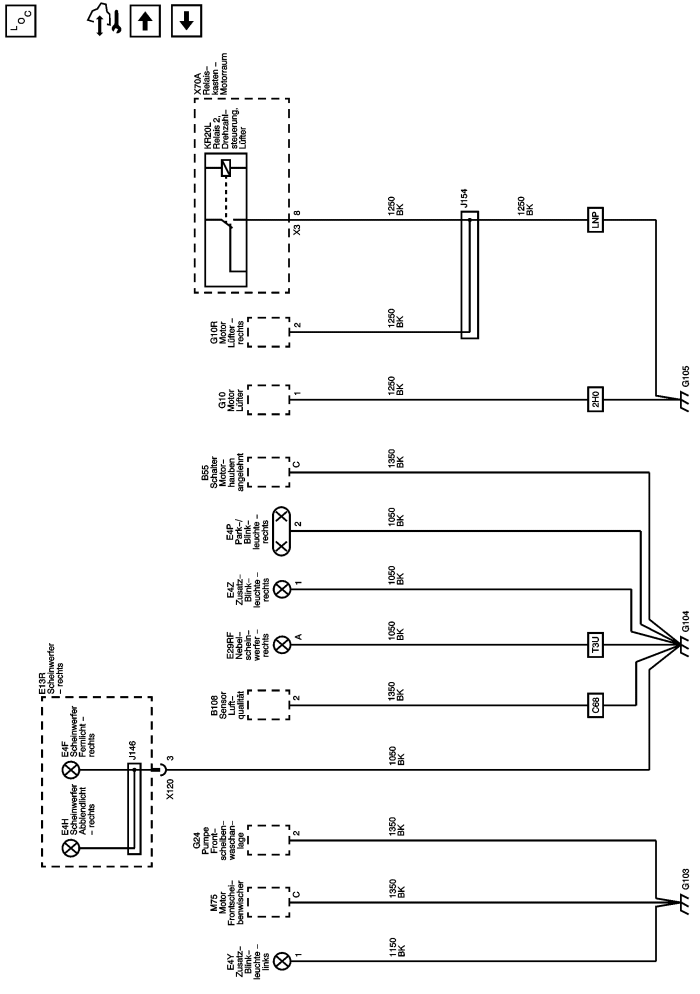 LOC
X70A
Relais–
kasten –
Motorraum
KR20L
Relais 2,
Drehzahl–
steuerung,
Lüfter
8
X3
1250
BK
J154
1250
BK
LNP
G10R
Motor
Lüfter –
rechts
2
1250
BK
G10
Motor
Lüfter
1
1250
BK
2H0
G105
B55
Schalter
Motor–
hauben
angelehnt
C
1350
BK
E4P
Park–/
Blink–
leuchte –
rechts
2
1050
BK
E4Z
Zusatz–
Blink–
leuchte –
rechts
1
1050
BK
E29RF
Nebel–
schein–
werfer –
rechts
A
1050
BK
T3U
G104
B108
Sensor
Luft–
qualität
2
1350
BK
C68
E13R
Scheinwerfer
– rechts
E4F
Scheinwerfer
Fernlicht –
rechts
E4H
Scheinwerfer
Abblendlicht
– rechts
J146
3
X120
1050
BK
G24
Pumpe
Front–
scheiben–
waschan–
lage
2
1350
BK
M75
Motor
Frontschei–
benwischer
C
1350
BK
G103
E4Y
Zusatz–
Blink–
leuchte –
links
1
1150
BK